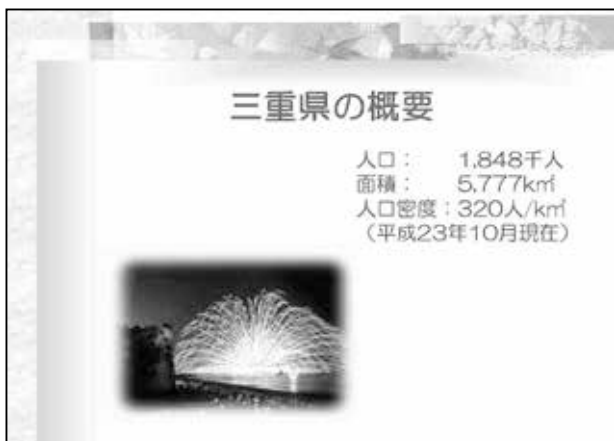 三重県の概要
人口： 1,848千人
面積： 5,777k㎡
人口密度：320人/k㎡
（平成23年10月現在）